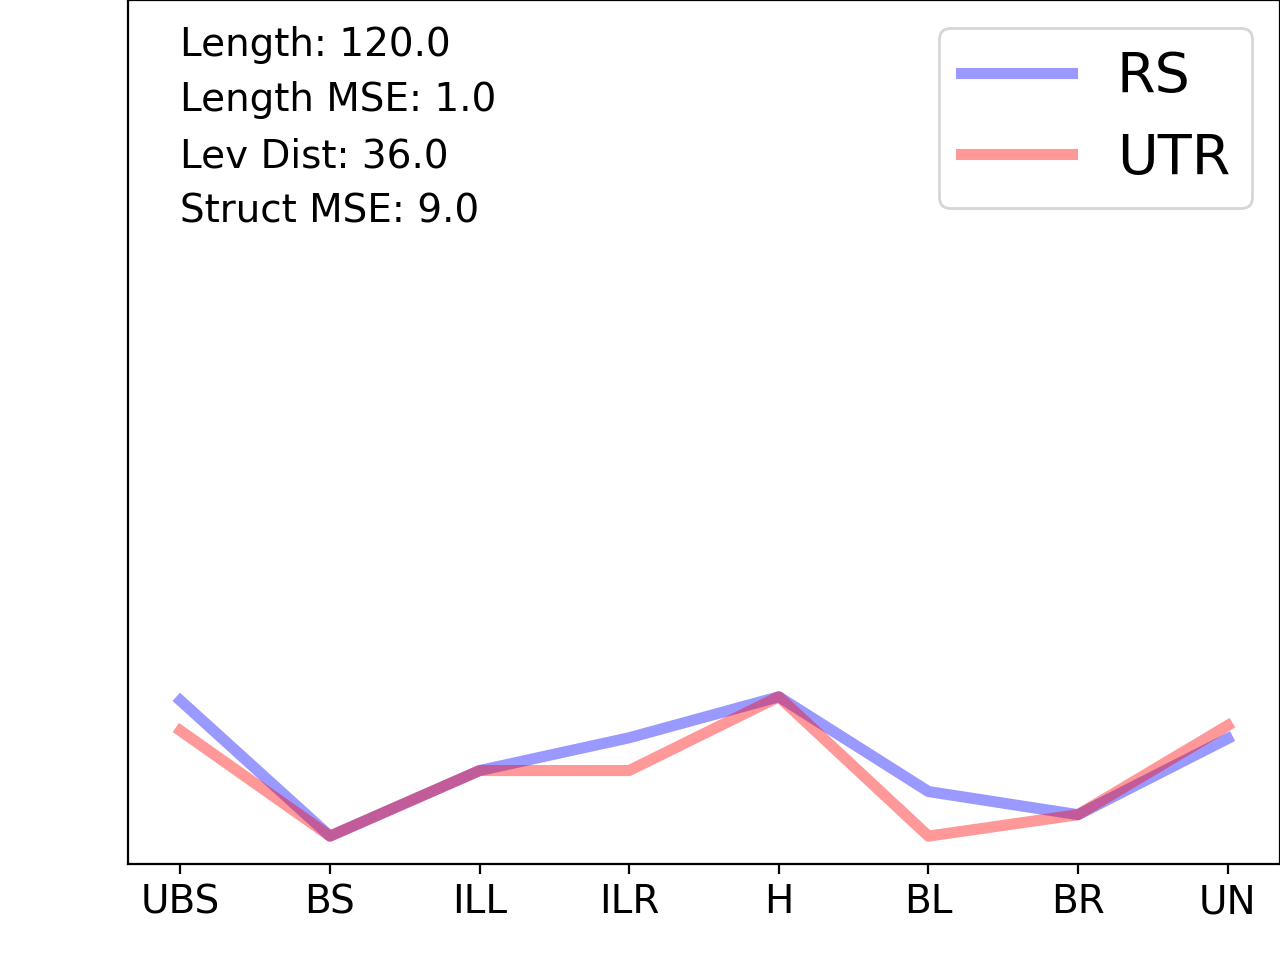 Length: 120.0
Length MSE: 1.0
Lev Dist: 36.0
Struct MSE: 9.0
RS
UTR
UBS BS ILL ILR H BL BR UN